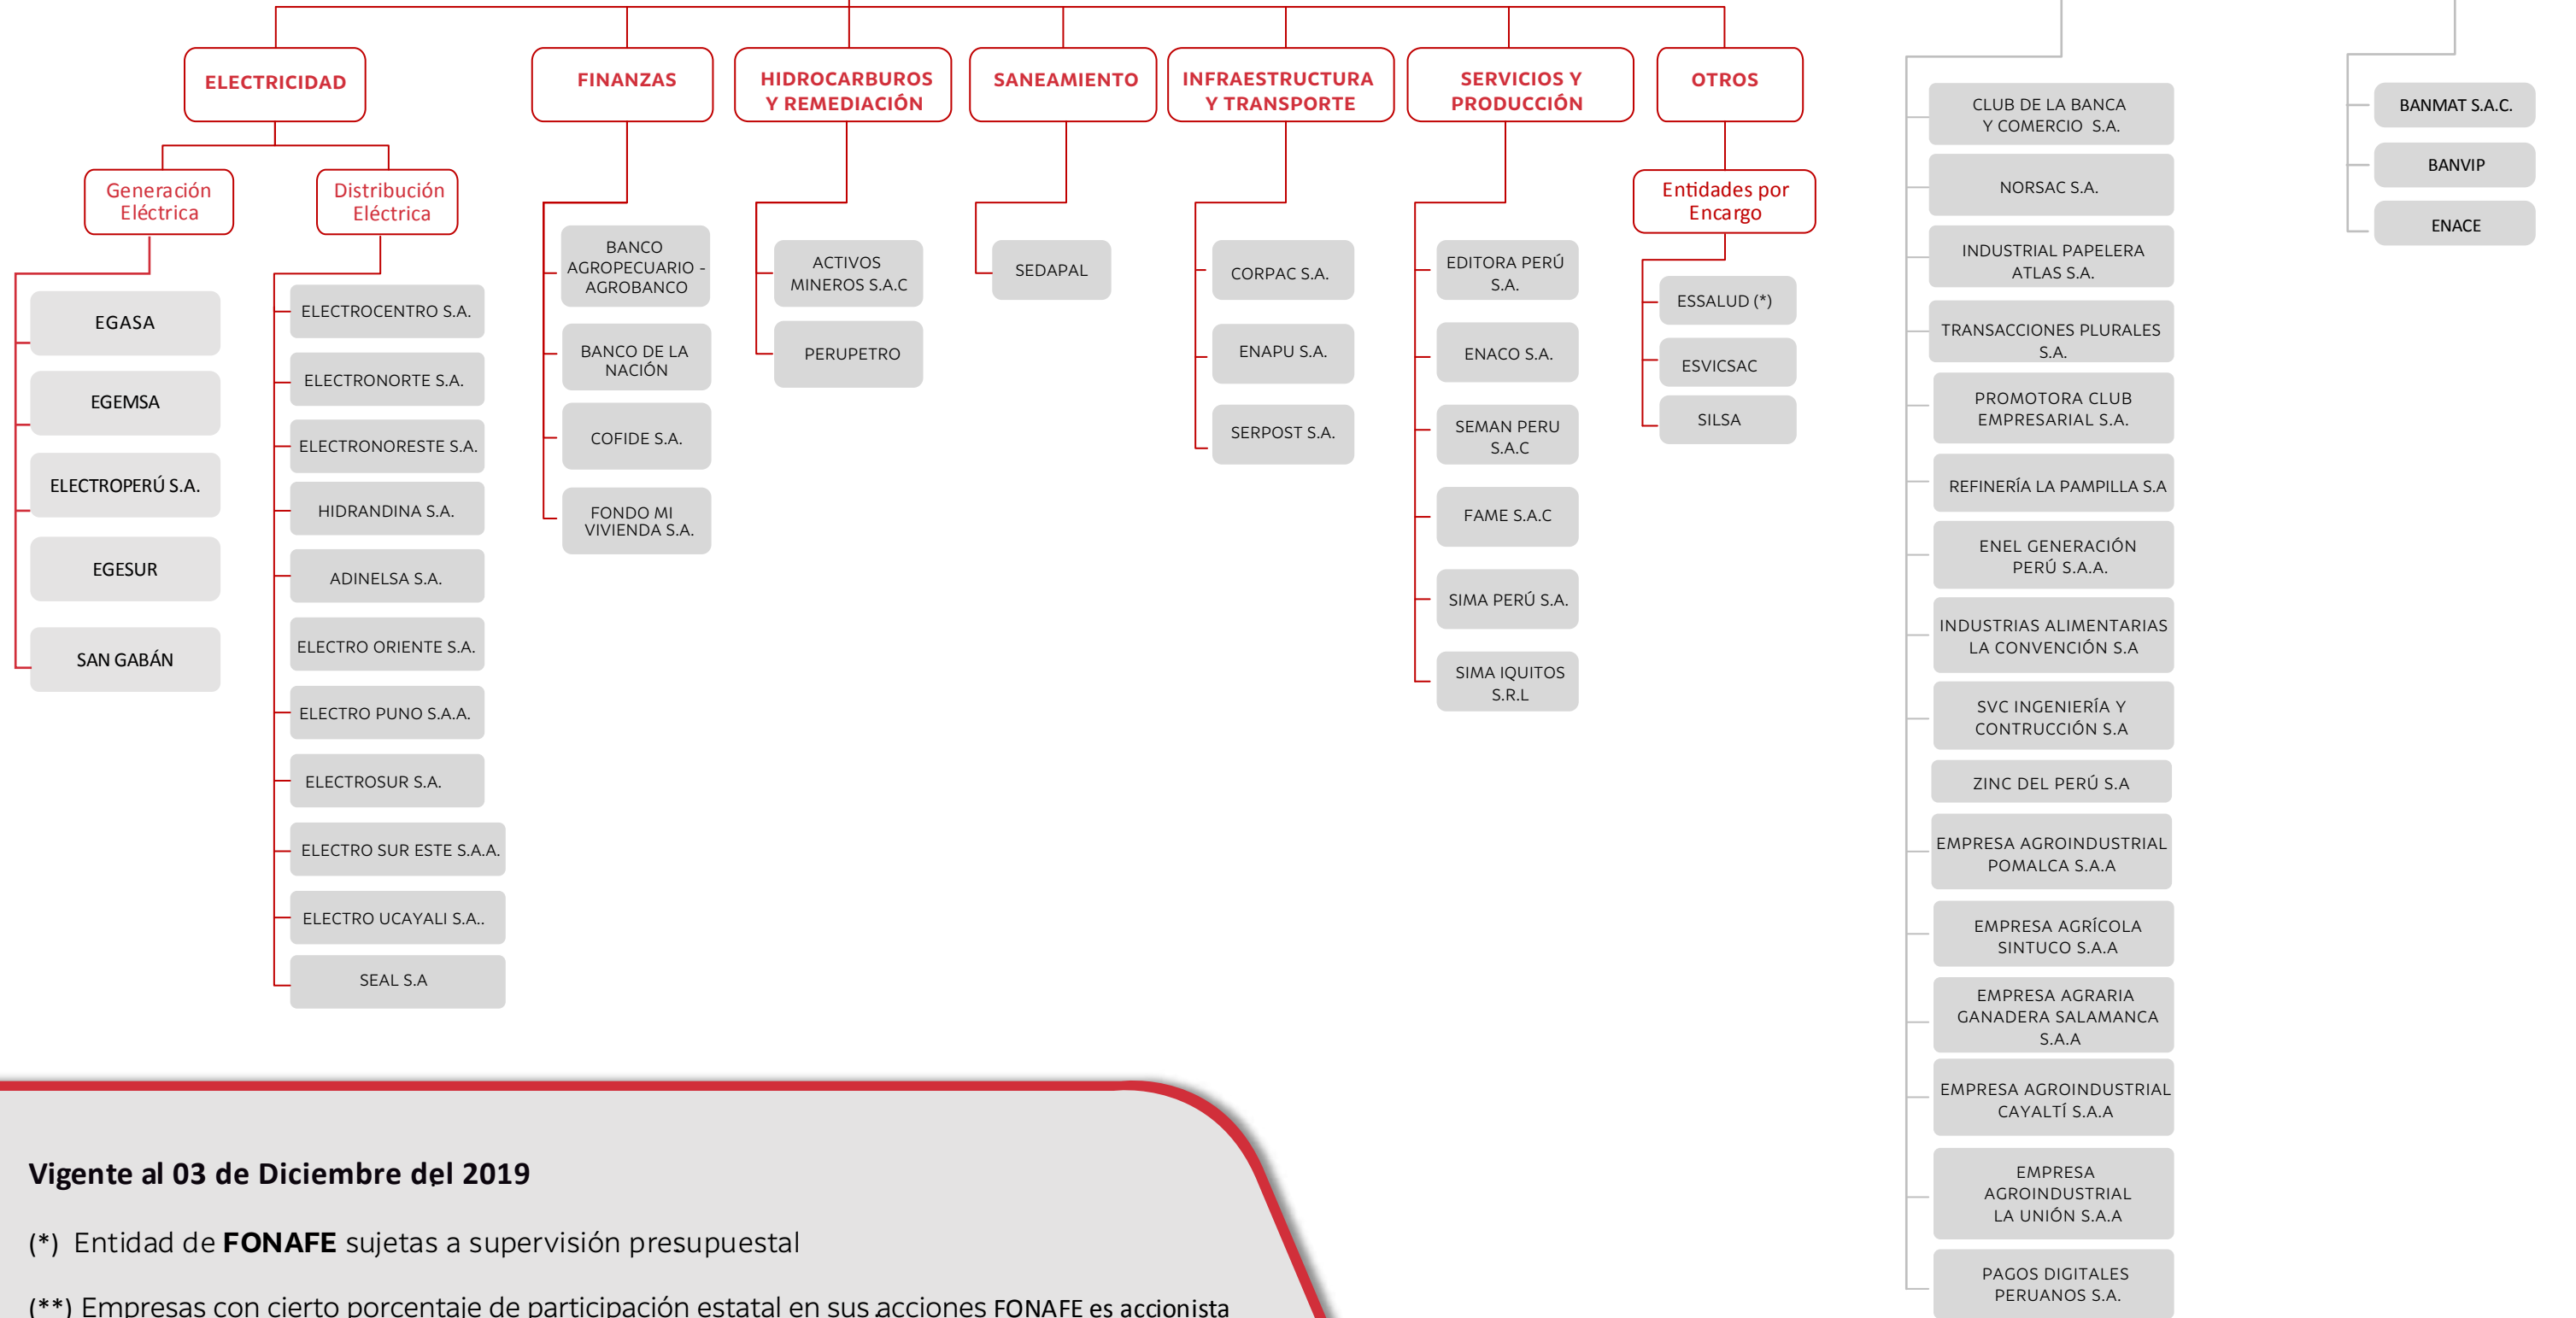 ELECTRICIDAD
Generación
Eléctrica
EGASA
EGEMSA
ELECTROPERÚ S.A.
EGESUR
SAN GABÁN
Distribución
Eléctrica
ELECTROCENTRO S.A.
ELECTRONORTE S.A.
ELECTRONORESTE S.A.
HIDRANDINA S.A.
ADINELSA S.A.
ELECTRO ORIENTE S.A.
ELECTRO PUNO S.A.A.
ELECTROSUR S.A.
ELECTRO SUR ESTE S.A.A.
ELECTRO UCAYALI S.A..
SEAL S.A
FINANZAS
BANCO
AGROPECUARIO -
AGROBANCO
BANCO DE LA
NACIÓN
COFIDE S.A.
FONDO MI
VIVIENDA S.A.
HIDROCARBUROS
Y REMEDIACIÓN
ACTIVOS
MINEROS S.A.C
PERUPETRO
SANEAMIENTO
SEDAPAL
INFRAESTRUCTURA
Y TRANSPORTE
CORPAC S.A.
ENAPU S.A.
SERPOST S.A.
SERVICIOS Y
PRODUCCIÓN
EDITORA PERÚ
S.A.
ENACO S.A.
SEMAN PERU
S.A.C
FAME S.A.C
SIMA PERÚ S.A.
SIMA IQUITOS
S.R.L
OTROS
Entidades por
Encargo
ESSALUD (*)
ESVICSAC
SILSA
CLUB DE LA BANCA
Y COMERCIO S.A.
NORSAC S.A.
INDUSTRIAL PAPELERA
ATLAS S.A.
TRANSACCIONES PLURALES
S.A.
PROMOTORA CLUB
EMPRESARIAL S.A.
REFINERÍA LA PAMPILLA S.A
ENEL GENERACIÓN
PERÚ S.A.A.
INDUSTRIAS ALIMENTARIAS
LA CONVENCIÓN S.A
SVC INGENIERÍA Y
CONTRUCCIÓN S.A
ZINC DEL PERÚ S.A
EMPRESA AGROINDUSTRIAL
POMALCA S.A.A
EMPRESA AGRÍCOLA
SINTUCO S.A.A
EMPRESA AGRARIA
GANADERA SALAMANCA
S.A.A
EMPRESA AGROINDUSTRIAL
CAYALTÍ S.A.A
EMPRESA
AGROINDUSTRIAL
LA UNIÓN S.A.A
PAGOS DIGITALES
PERUANOS S.A.
BANMAT S.A.C.
BANVIP
ENACE
Vigente al 03 de Diciembre del 2019
(*) Entidad de FONAFE sujetas a supervisión presupuestal
(**) Empresas con cierto porcentaje de participación estatal en sus acciones FONAFE es accionista